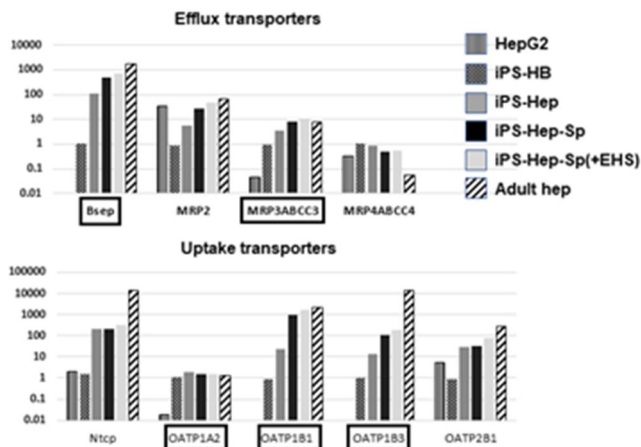 Efflux transporters
10000
1000
100
10
1
0.1
0.01
Bsep MRP2 MRP3ABCC3 MRP4ABCC4
HepG2
iPS-HB
iPS-Hep
iPS-Hep-Sp
iPS-Hep-Sp(+EHS)
Adult hep
Uptake transporters
100000
10000
1000
100
10
1
0.1
0.01
Ntcp OATP1A2 OATP1B1 OATP1B3 OATP2B1